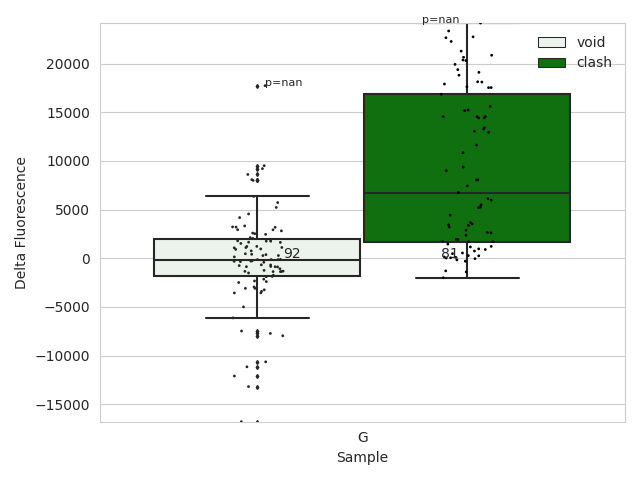 p=nan
void
clash
20000
p=nan
15000
10000
5000
92
81
0
−5000
−10000
−15000
Delta Fluorescence
G
Sample